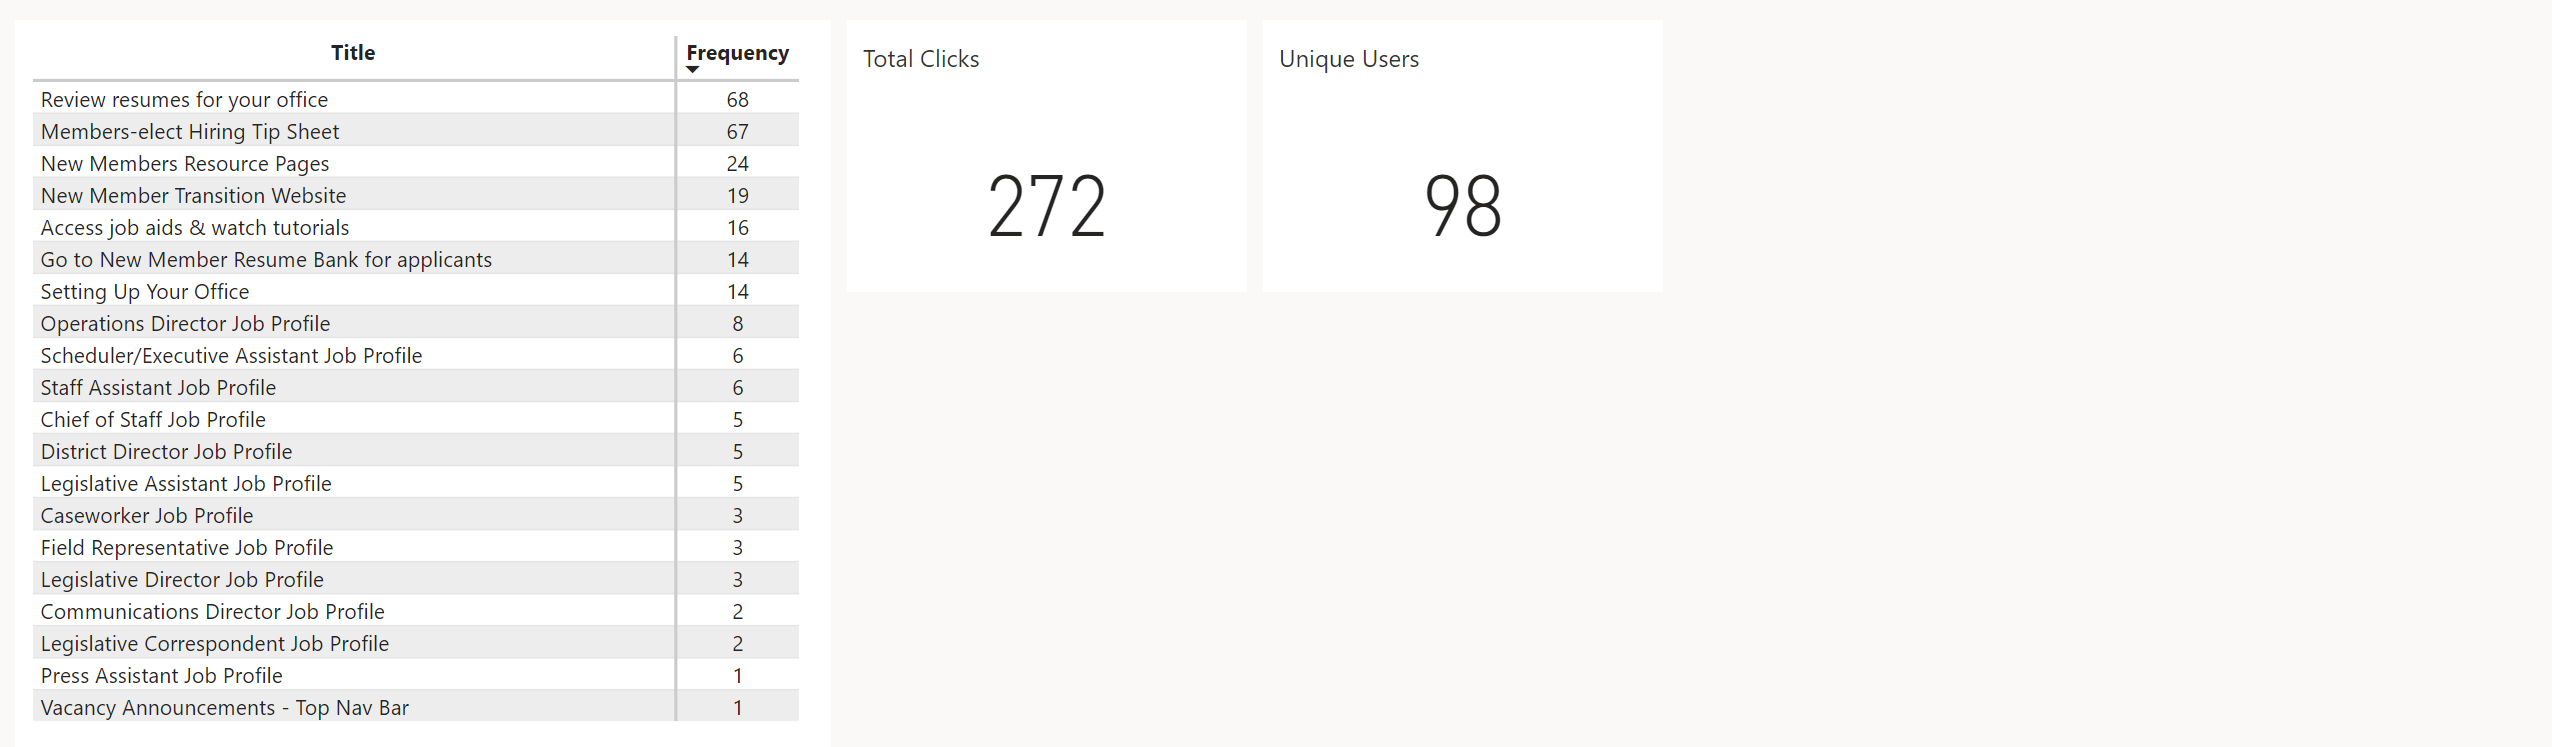 Title Frequency
Review resumes for your office 68
Members-elect Hiring Tip Sheet 67
New Members Resource Pages 24
New Member Transition Website 19
Access job aids & watch tutorials 16
Go to New Member Resume Bank for applicants 14
Setting Up Your Office 14
Operations Director Job Profile 8
Scheduler/Executive Assistant Job Profile 6
Staff Assistant Job Profile 6
Chief of Staff Job Profile 5
District Director Job Profile 5
Legislative Assistant Job Profile 5
Caseworker Job Profile 3
Field Representative Job Profile 3
Legislative Director Job Profile 3
Communications Director Job Profile 2
Legislative Correspondent Job Profile 2
Press Assistant Job Profile 1
Vacancy Announcements - Top Nav Bar 1
Total Clicks
272
Unique Users
98